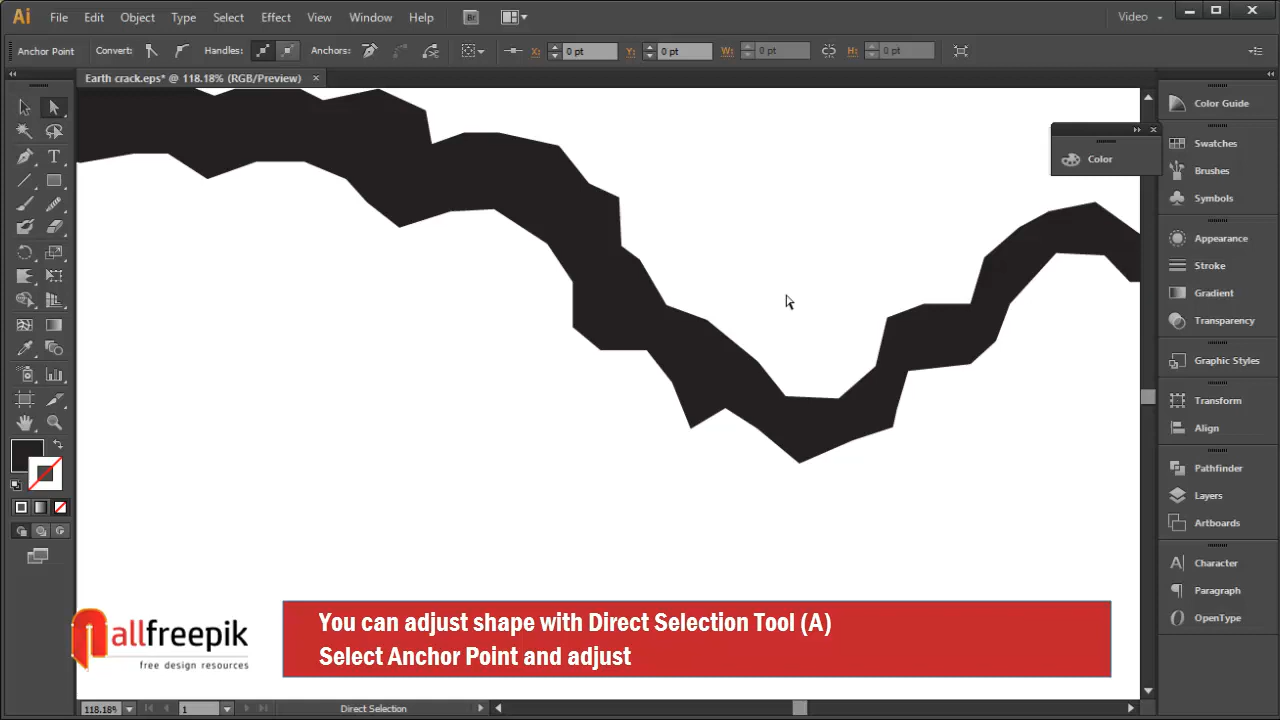 Ai File Edit Object Type Select Effect View Window Help Br Video
Anchor Point Convert: Handles: Anchors: X: 0 pt Y: 0 pt W: 0 pt H: 0 pt
Earth crack.eps* @ 118.18% (RGB/Preview) ×
Color
Color Guide
Swatches
Brushes
Symbols
Appearance
Stroke
Gradient
Transparency
Graphic Styles
Transform
Align
Pathfinder
Layers
Artboards
Character
Paragraph
OpenType
allfreepik
free design resources
You can adjust shape with Direct Selection Tool (A)
Select Anchor Point and adjust
118.18% 1 Direct Selection